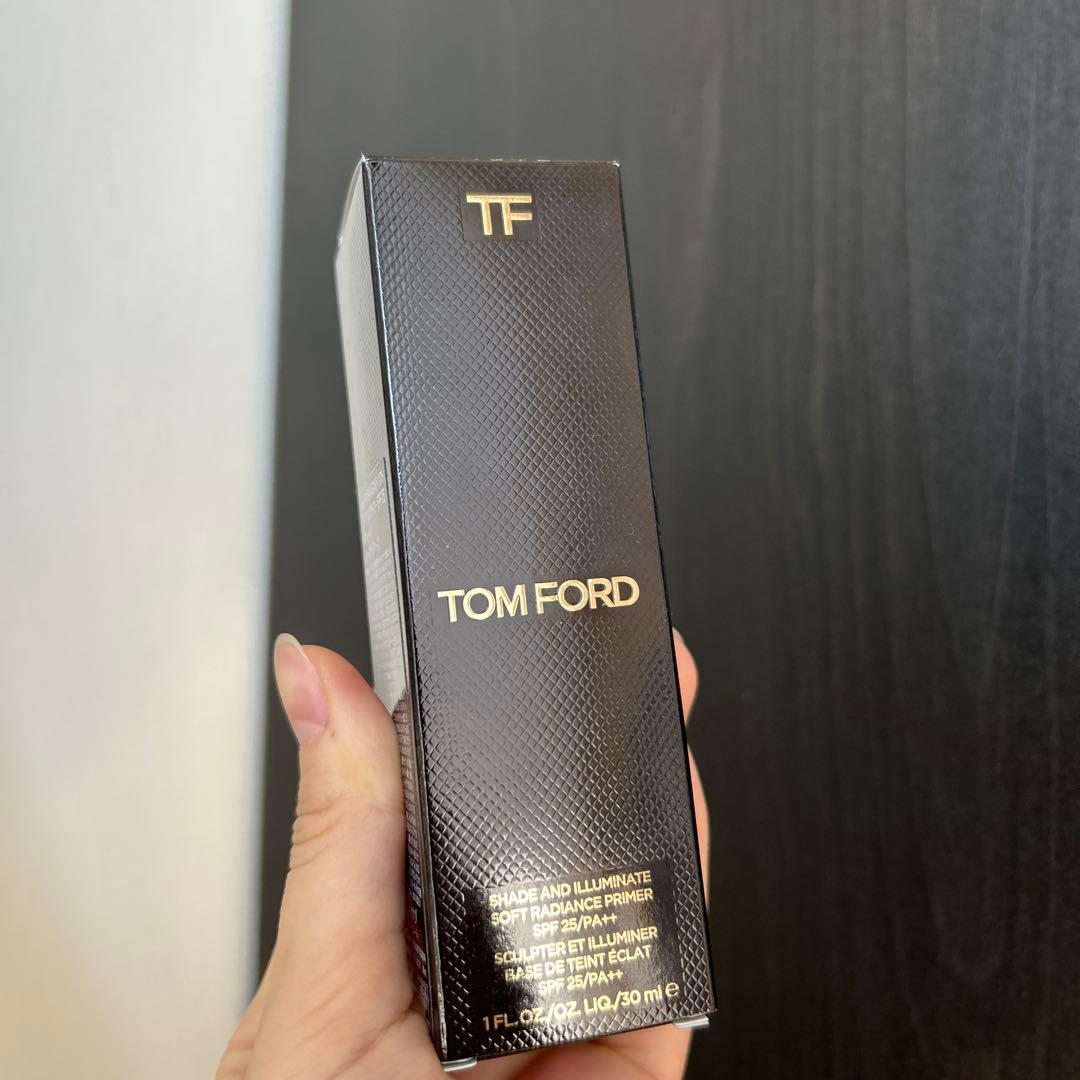 TF
TOM FORD
SHADE AND ILLUMINATE
SOFT RADIANCE PRIMER
SPF 25/PA++
SCULPTER ET ILLUMINER
BASE DE TEINT ÉCLAT
SPF 25/PA++
1 FL.OZ./OZ. LIQ./30 ml ℮